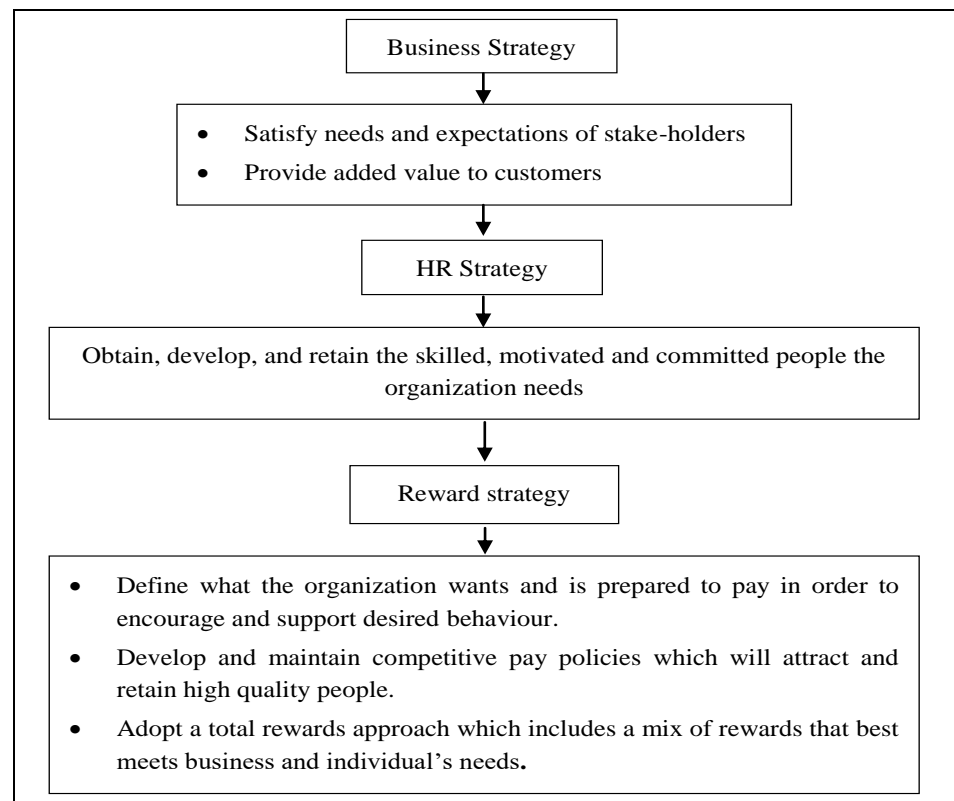 Business Strategy
• Satisfy needs and expectations of stake-holders
• Provide added value to customers
HR Strategy
Obtain, develop, and retain the skilled, motivated and committed people the
organization needs
Reward strategy
• Define what the organization wants and is prepared to pay in order to
encourage and support desired behaviour.
• Develop and maintain competitive pay policies which will attract and
retain high quality people.
• Adopt a total rewards approach which includes a mix of rewards that best
meets business and individual's needs.